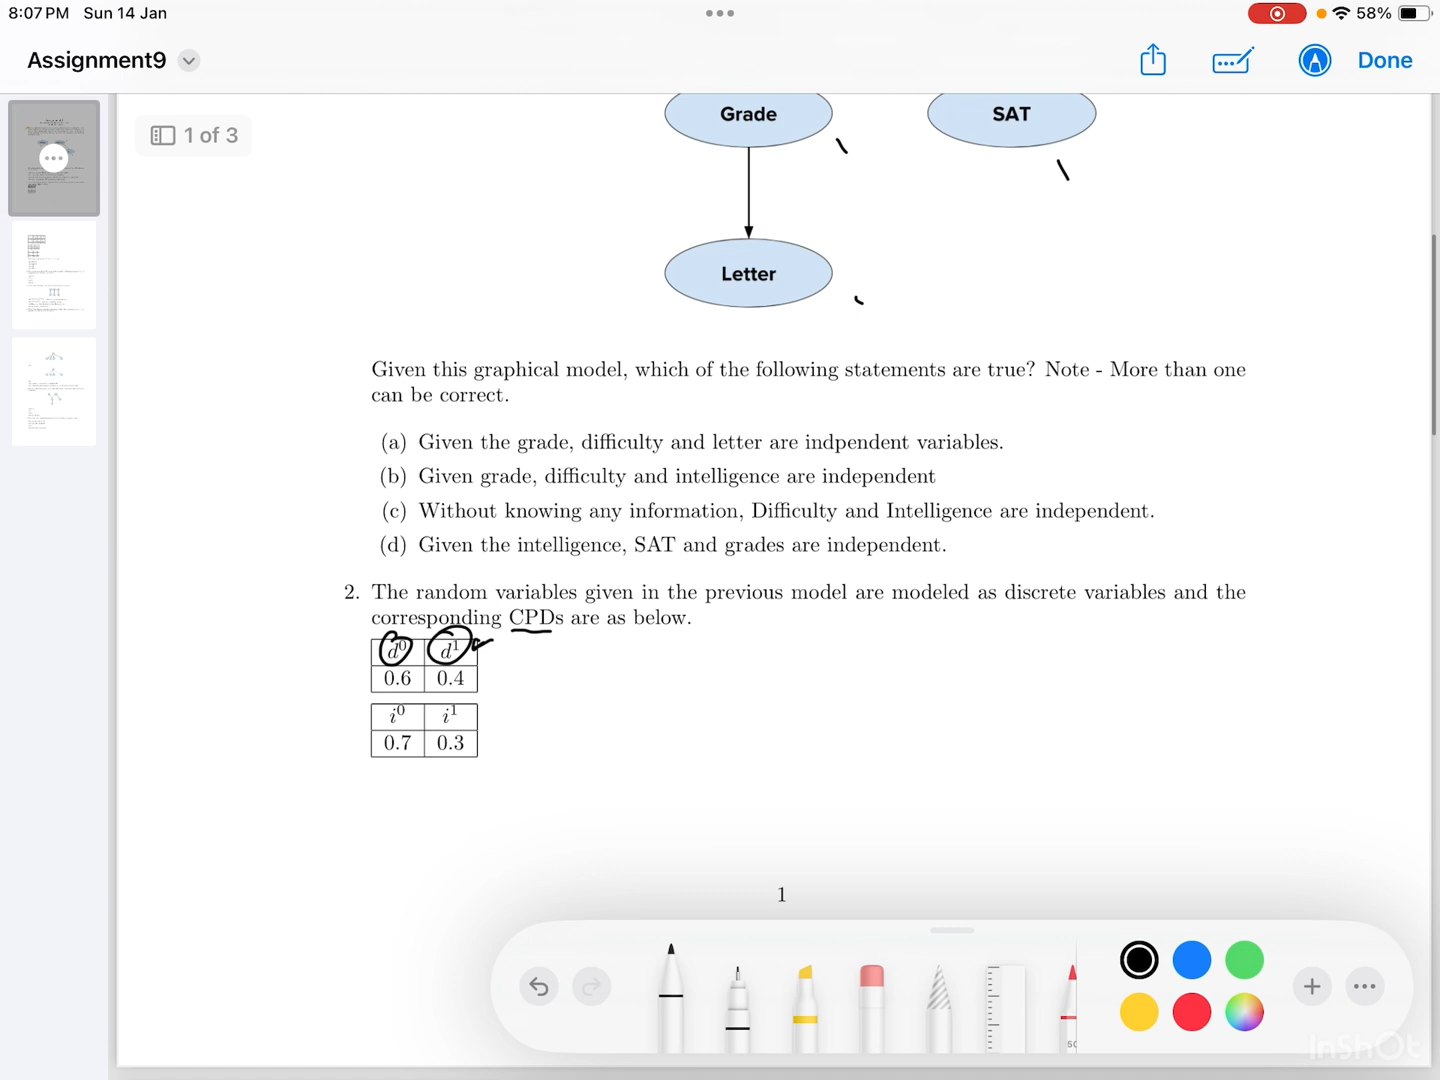 8:07 PM Sun 14 Jan
58%
Assignment9
Done
1 of 3
Grade
SAT
Letter
Given this graphical model, which of the following statements are true? Note - More than one
can be correct.
(a) Given the grade, difficulty and letter are indpendent variables.
(b) Given grade, difficulty and intelligence are independent
(c) Without knowing any information, Difficulty and Intelligence are independent.
(d) Given the intelligence, SAT and grades are independent.
2. The random variables given in the previous model are modeled as discrete variables and the
corresponding CPDs are as below.
d⁰ d¹
0.6 0.4
i⁰ i¹
0.7 0.3
1
InShOt